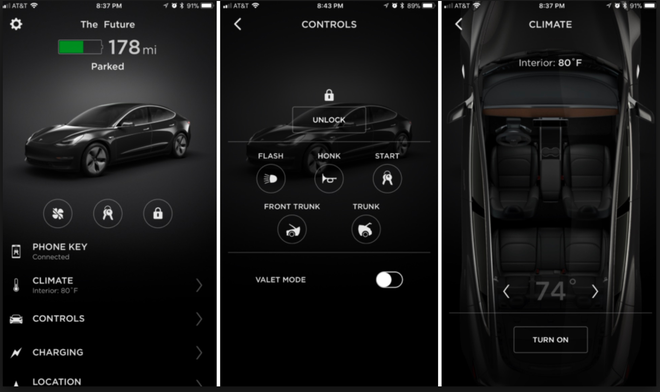 AT&T 8:37 PM 91%
The Future
178 mi
Parked
PHONE KEY
Connected
CLIMATE
Interior: 80°F
CONTROLS
CHARGING
LOCATION
AT&T 8:43 PM 89%
CONTROLS
UNLOCK
FLASH HONK START
FRONT TRUNK TRUNK
VALET MODE
AT&T 8:37 PM 91%
CLIMATE
Interior: 80°F
74°
TURN ON